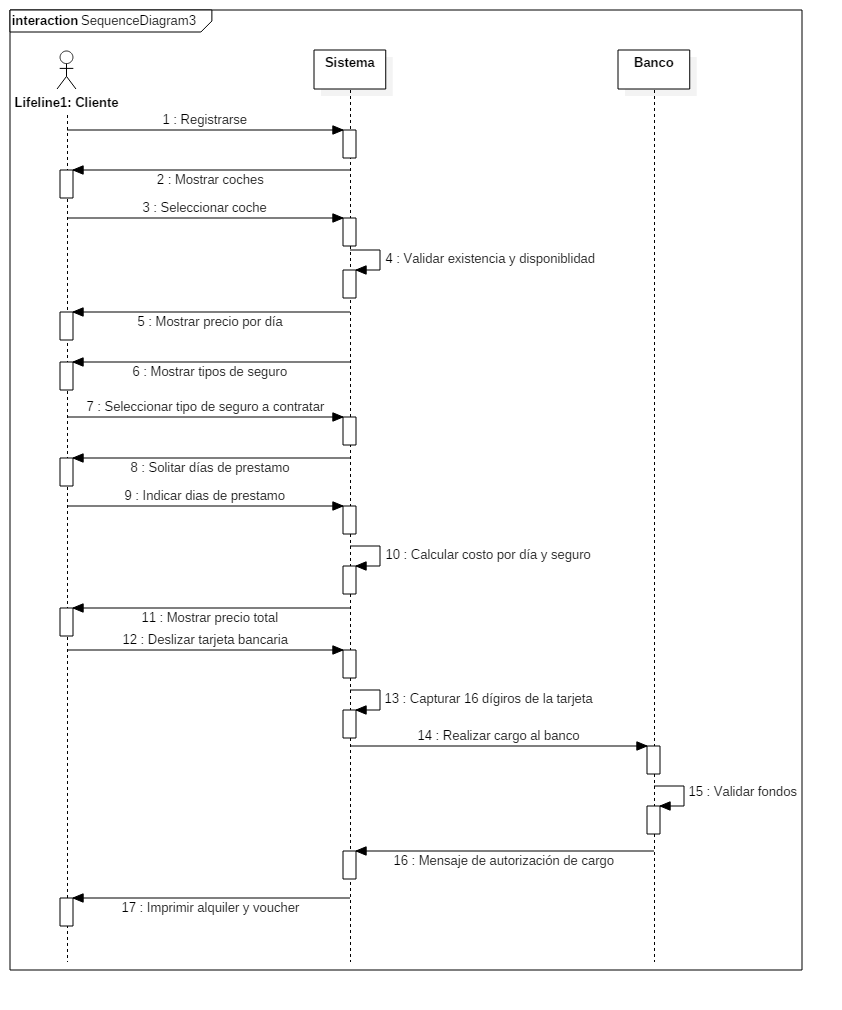 interaction SequenceDiagram3
Sistema
Banco
Lifeline1: Cliente
1 : Registrarse
2 : Mostrar coches
3 : Seleccionar coche
4 : Validar existencia y disponiblidad
5 : Mostrar precio por día
6 : Mostrar tipos de seguro
7 : Seleccionar tipo de seguro a contratar
8 : Solitar días de prestamo
9 : Indicar dias de prestamo
10 : Calcular costo por día y seguro
11 : Mostrar precio total
12 : Deslizar tarjeta bancaria
13 : Capturar 16 dígiros de la tarjeta
14 : Realizar cargo al banco
15 : Validar fondos
16 : Mensaje de autorización de cargo
17 : Imprimir alquiler y voucher